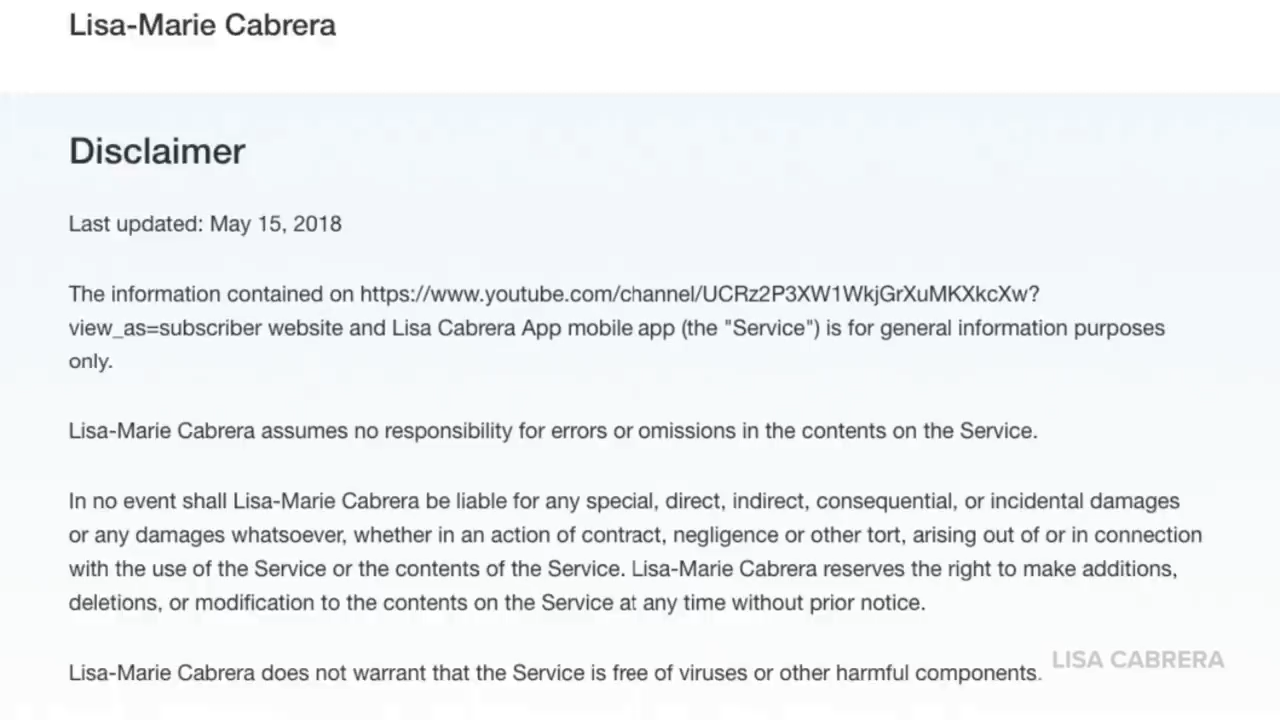 Lisa-Marie Cabrera
Disclaimer
Last updated: May 15, 2018
The information contained on https://www.youtube.com/channel/UCRz2P3XW1WkjGrXuMKXkcXw?
view_as=subscriber website and Lisa Cabrera App mobile app (the "Service") is for general information purposes
only.
Lisa-Marie Cabrera assumes no responsibility for errors or omissions in the contents on the Service.
In no event shall Lisa-Marie Cabrera be liable for any special, direct, indirect, consequential, or incidental damages
or any damages whatsoever, whether in an action of contract, negligence or other tort, arising out of or in connection
with the use of the Service or the contents of the Service. Lisa-Marie Cabrera reserves the right to make additions,
deletions, or modification to the contents on the Service at any time without prior notice.
Lisa-Marie Cabrera does not warrant that the Service is free of viruses or other harmful components.
LISA CABRERA